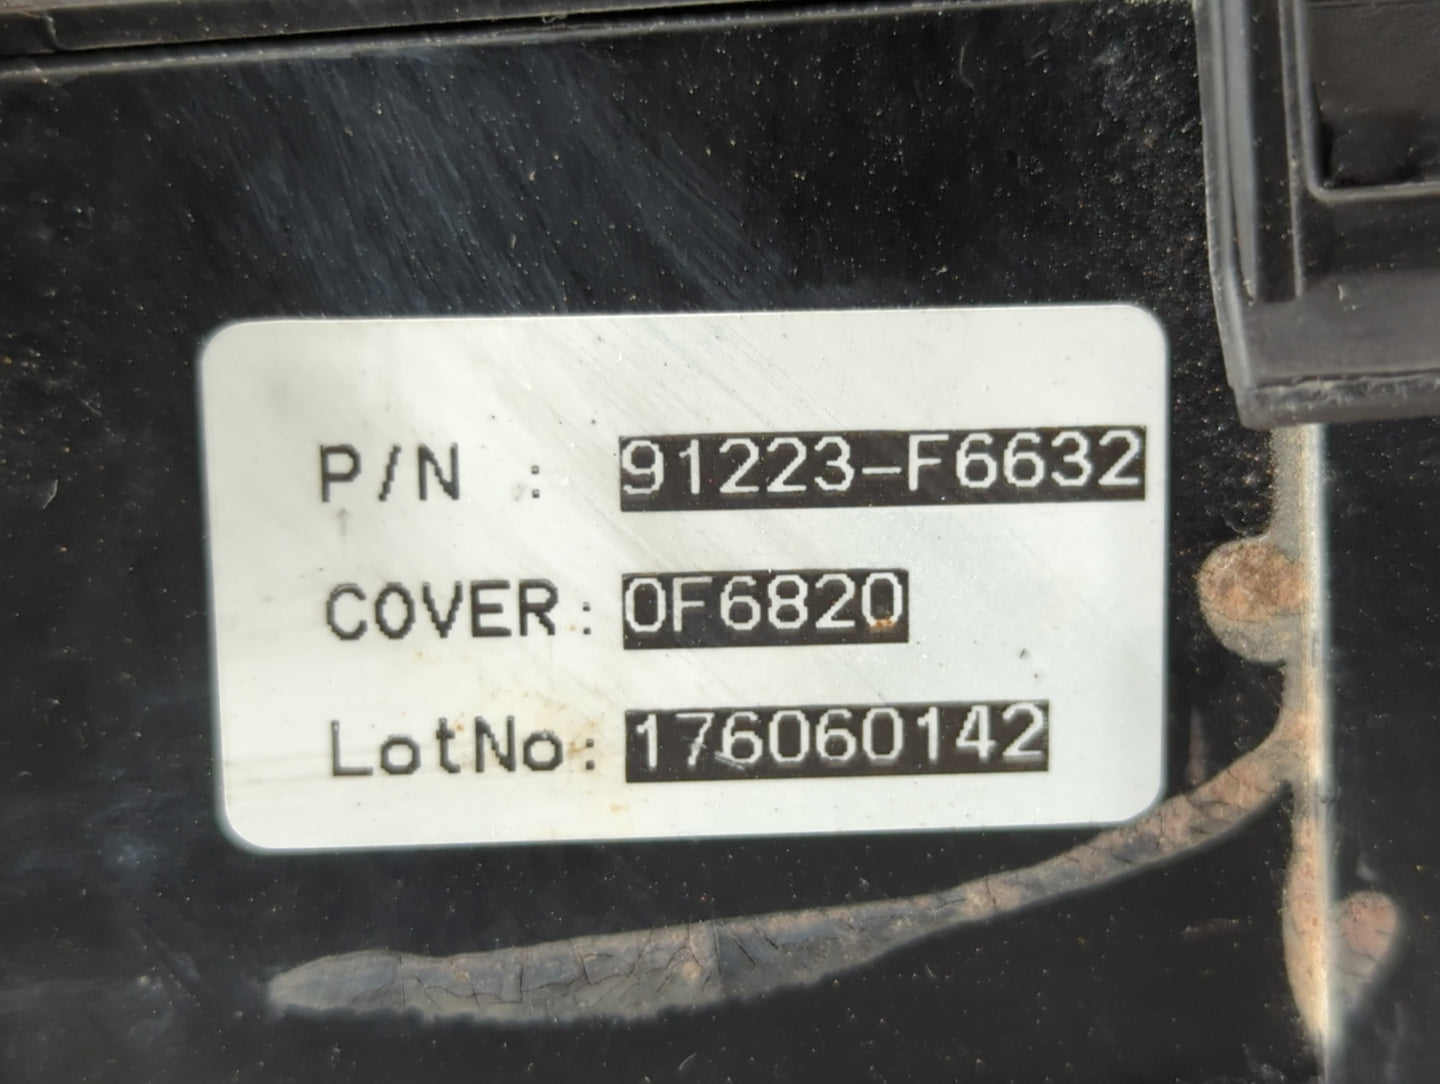 P/N : 91223-F6632
COVER: 0F6820
LotNo: 176060142